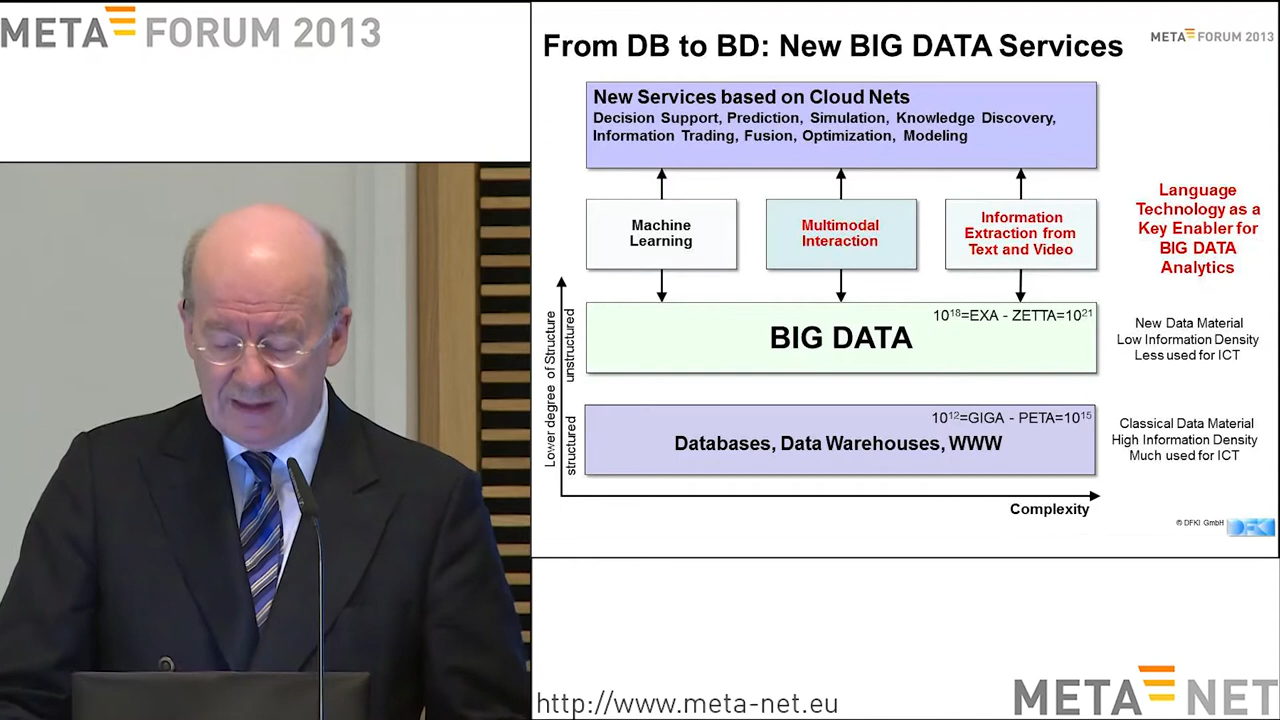 META FORUM 2013
From DB to BD: New BIG DATA Services
META FORUM 2013
New Services based on Cloud Nets
Decision Support, Prediction, Simulation, Knowledge Discovery,
Information Trading, Fusion, Optimization, Modeling
Machine
Learning
Multimodal
Interaction
Information
Extraction from
Text and Video
Language
Technology as a
Key Enabler for
BIG DATA
Analytics
Lower degree of Structure
unstructured
structured
10¹⁸=EXA - ZETTA=10²¹
BIG DATA
New Data Material
Low Information Density
Less used for ICT
10¹²=GIGA - PETA=10¹⁵
Databases, Data Warehouses, WWW
Classical Data Material
High Information Density
Much used for ICT
Complexity
© DFKI GmbH
DFKI
http://www.meta-net.eu
META NET